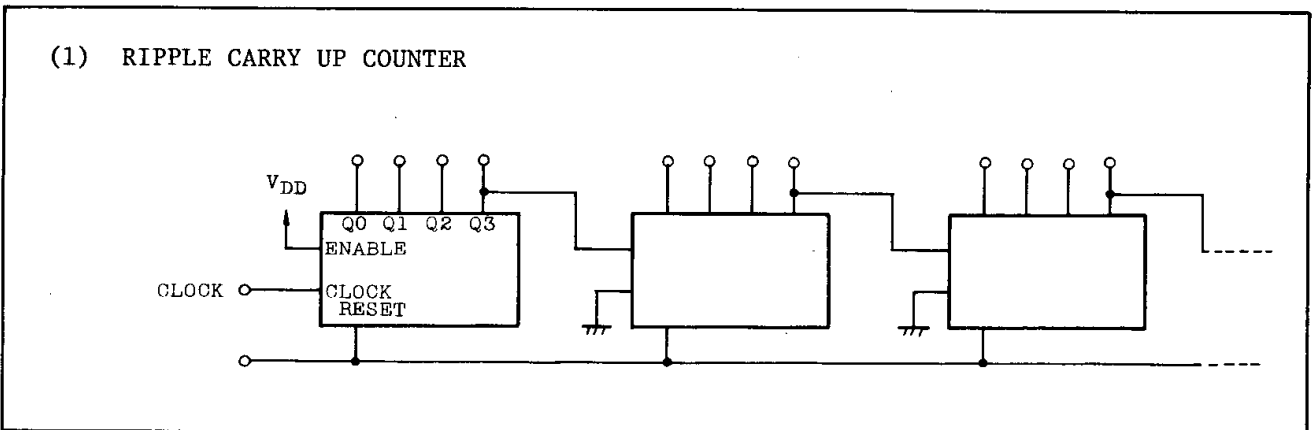 (1) RIPPLE CARRY UP COUNTER
VDD
Q0 Q1 Q2 Q3
ENABLE
CLOCK
CLOCK
RESET